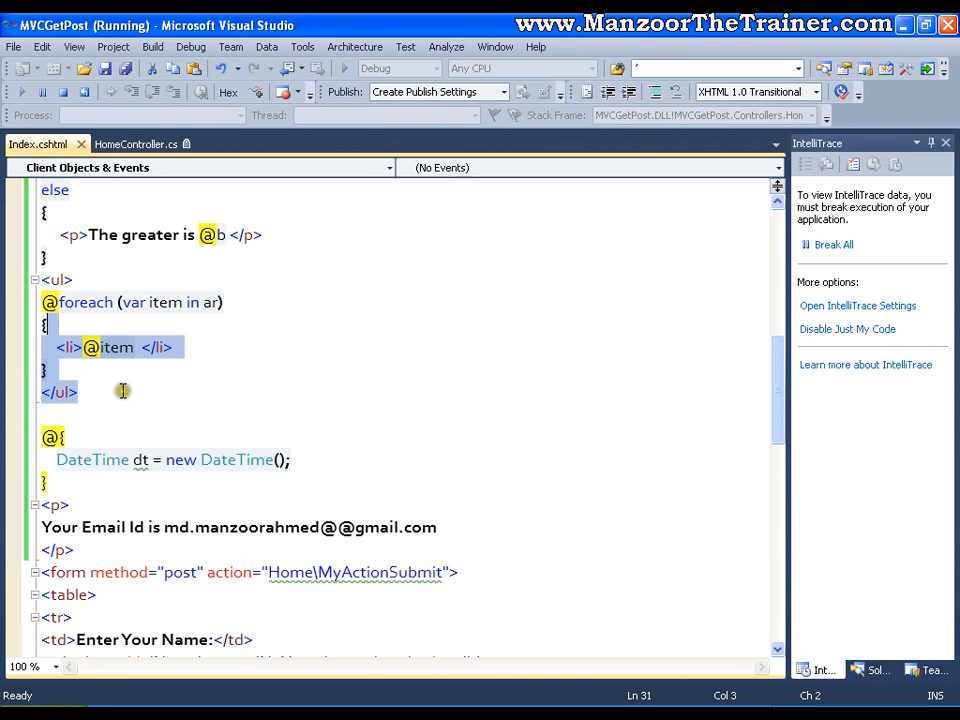 MVCGetPost (Running) - Microsoft Visual Studio
www.ManzoorTheTrainer.com
File Edit View Project Build Debug Team Data Tools Architecture Test Analyze Window Help
Debug Any CPU
Hex Publish: Create Publish Settings XHTML 1.0 Transitional
Process: Thread: Stack Frame: MVCGetPost.DLL!MVCGetPost.Controllers.Hon
Index.cshtml HomeController.cs
Client Objects & Events (No Events)
else
{
<p>The greater is @b </p>
}
<ul>
@foreach (var item in ar)
{
<li>@item </li>
}
</ul>
@{
DateTime dt = new DateTime();
}
<p>
Your Email Id is md.manzoorahmed@@gmail.com
</p>
<form method="post" action="Home\MyActionSubmit">
<table>
<tr>
<td>Enter Your Name:</td>
100 %
IntelliTrace
To view IntelliTrace data, you
must break execution of your
application.
Break All
More options:
Open IntelliTrace Settings
Disable Just My Code
Learn more about IntelliTrace
Int... Sol... Tea...
Ready Ln 31 Col 3 Ch 2 INS